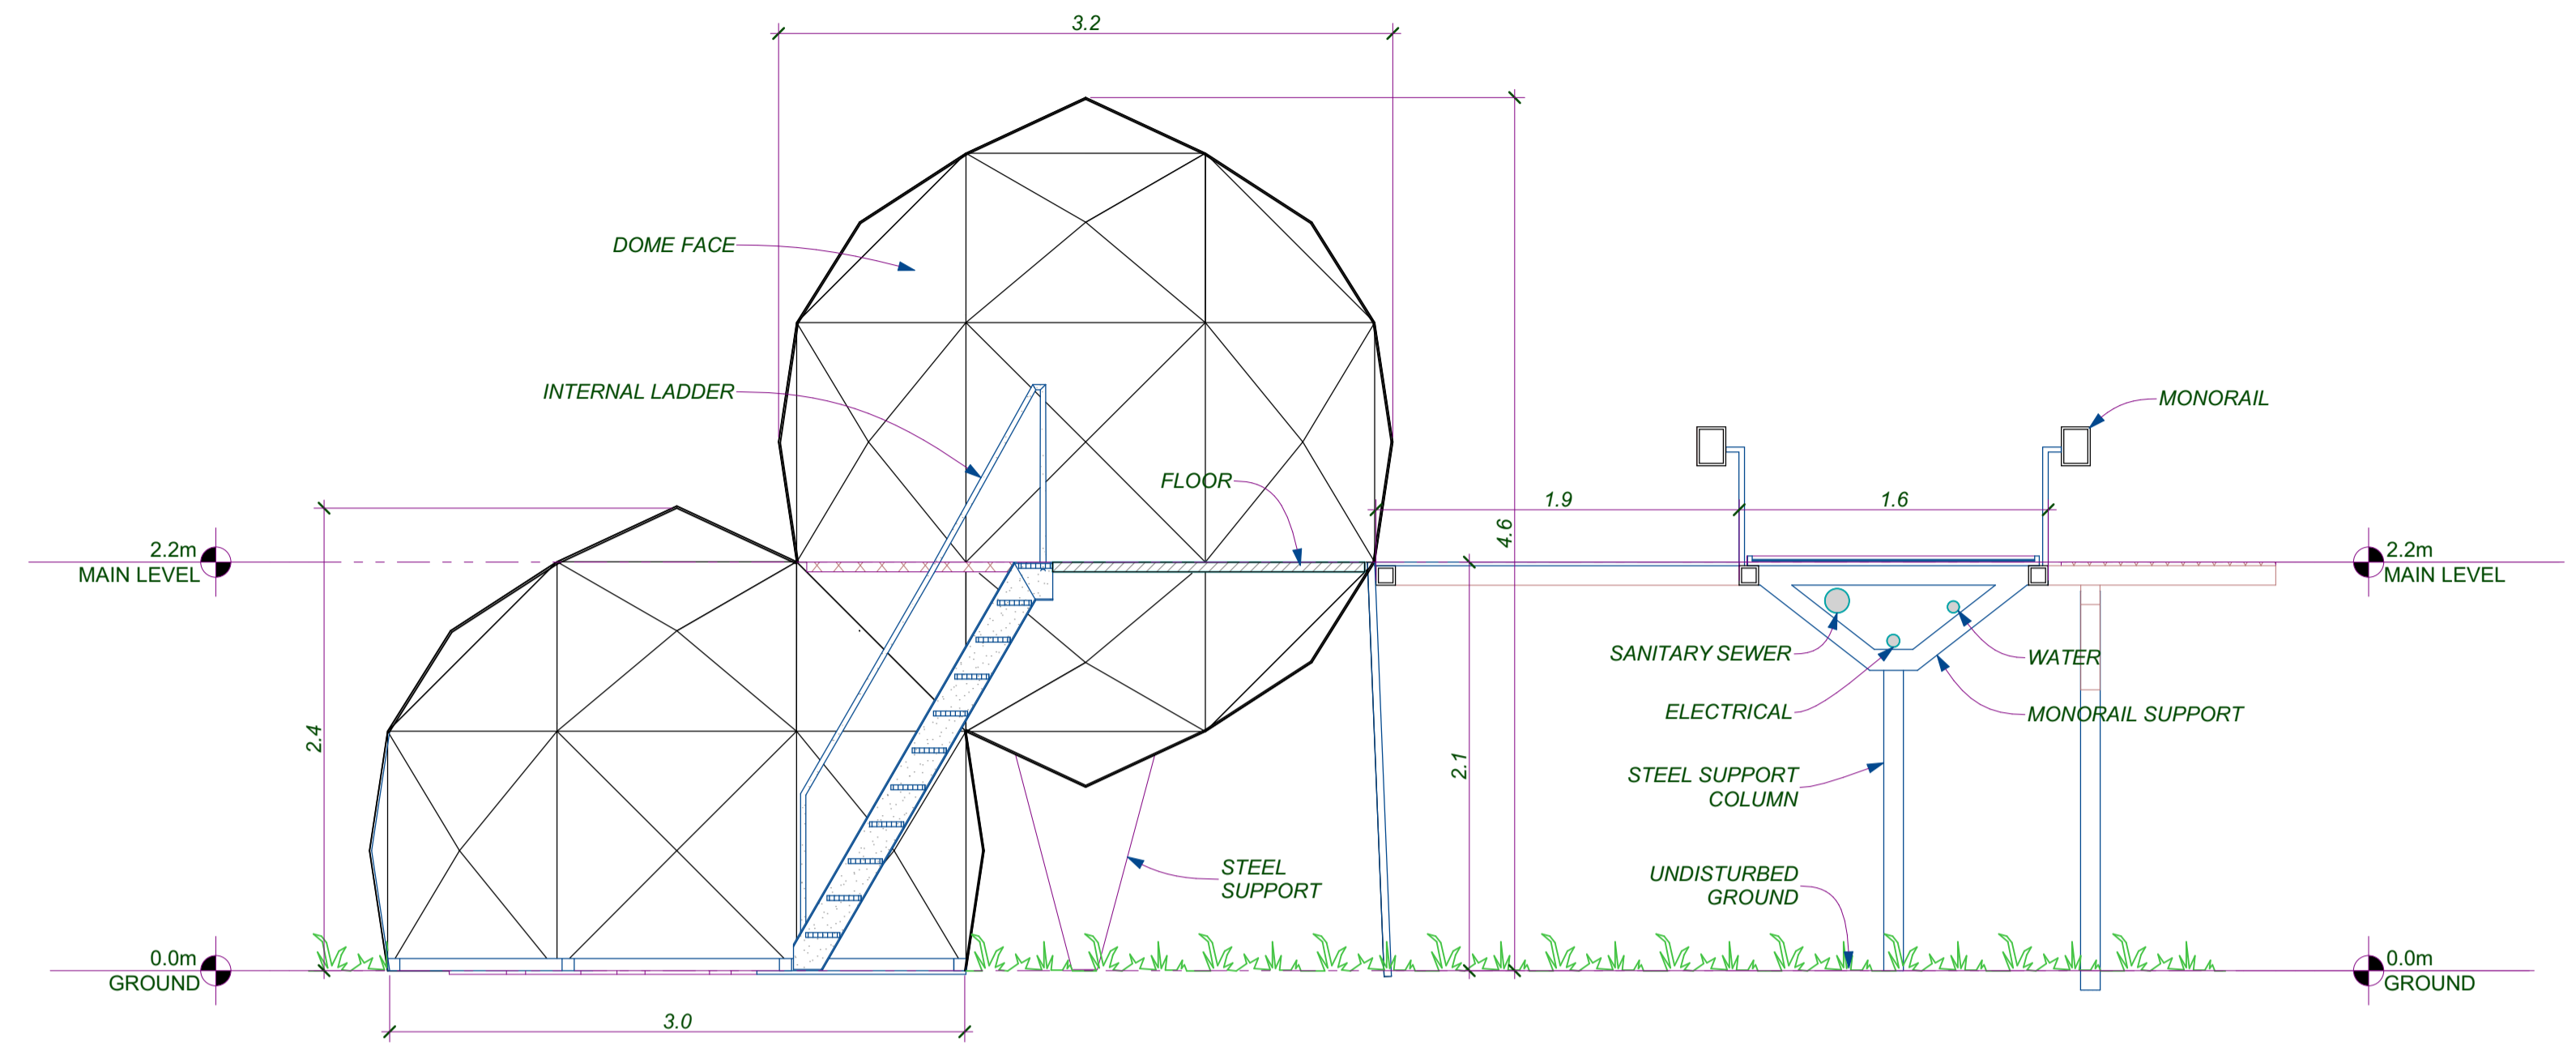 3.2
DOME FACE
INTERNAL LADDER
MONORAIL
FLOOR
1.9
1.6
4.6
2.2m
MAIN LEVEL
2.2m
MAIN LEVEL
SANITARY SEWER
WATER
ELECTRICAL
MONORAIL SUPPORT
2.4
2.1
STEEL SUPPORT
COLUMN
STEEL
SUPPORT
UNDISTURBED
GROUND
0.0m
GROUND
0.0m
GROUND
3.0